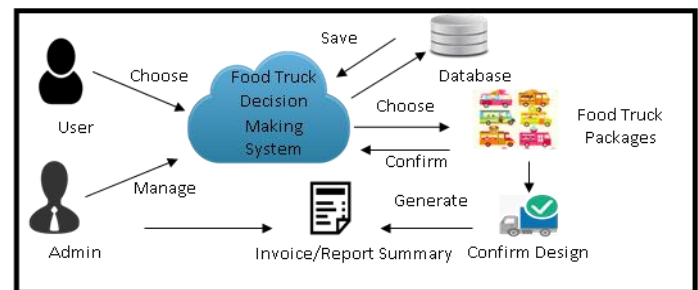 Save
Choose
Food Truck
Decision
Making
System
Database
Choose
User
Food Truck
Packages
Confirm
Manage
Generate
Admin
Invoice/Report Summary
Confirm Design